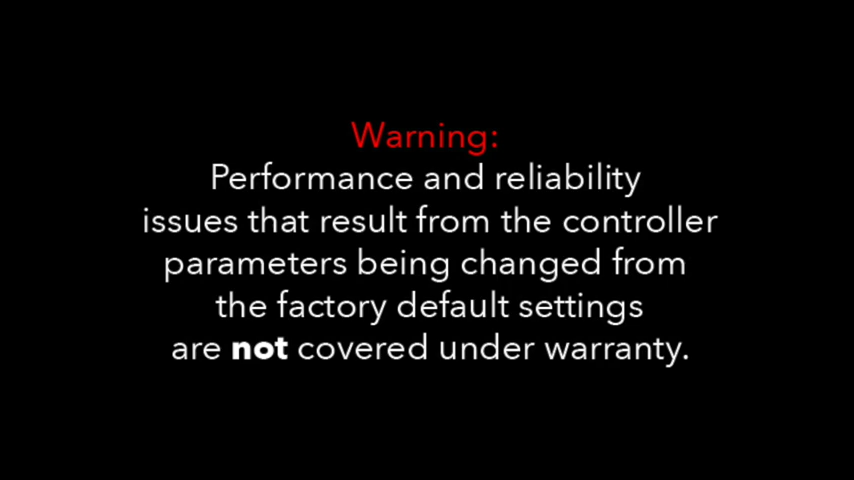 Warning:
Performance and reliability
issues that result from the controller
parameters being changed from
the factory default settings
are not covered under warranty.